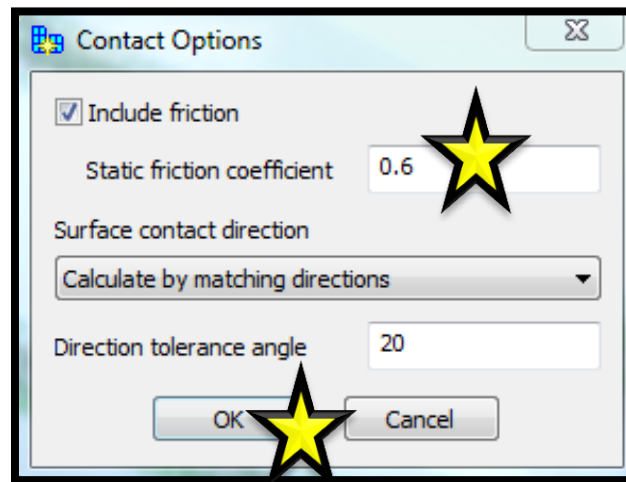 Contact Options
Include friction
Static friction coefficient 0.6
Surface contact direction
Calculate by matching directions
Direction tolerance angle 20
OK Cancel